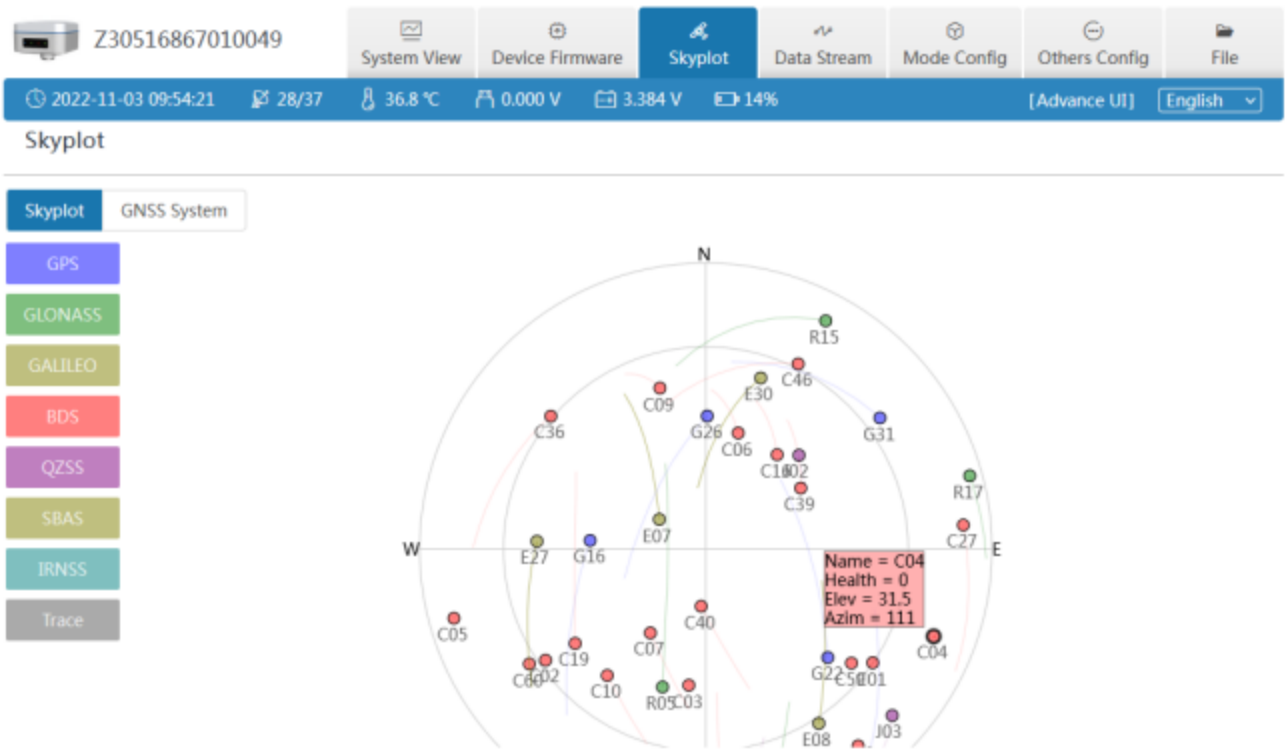 Z30516867010049
System View
Device Firmware
Skyplot
Data Stream
Mode Config
Others Config
File
2022-11-03 09:54:21 28/37 36.8 ℃ 0.000 V 3.384 V 14% [Advance UI] English
Skyplot
Skyplot GNSS System
GPS
GLONASS
GALILEO
BDS
QZSS
SBAS
IRNSS
Trace
N
R15
C46
E30
C09
G26
C36
G31
C06
C39
R17
C27
E07
W
E
E27
G16
Name = C04
Health = 0
Elev = 31.5
Azim = 111
C40
C05
C07
C04
C19
G22
C10
R05
C03
J03
E08